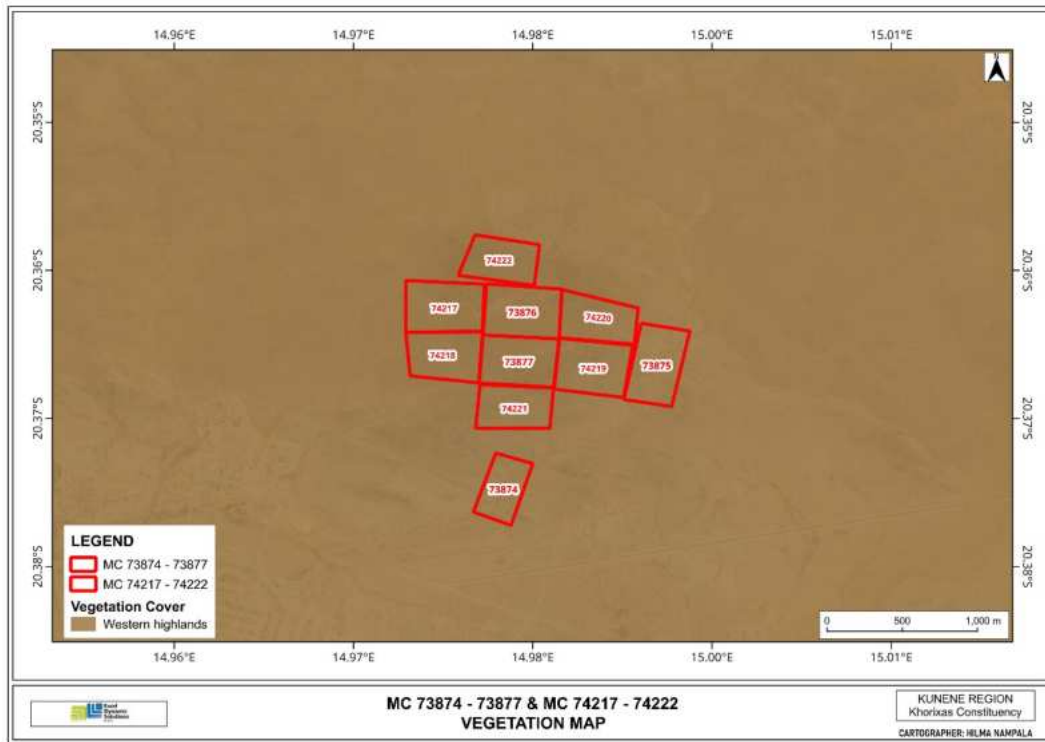 14.96°E 14.97°E 14.98°E 15.00°E 15.01°E
N
20.35°S 20.35°S
20.36°S 20.36°S
20.37°S 20.37°S
20.38°S 20.38°S
74222
74217 73876 74220
74218 73877 74219 73875
74221
73874
LEGEND
MC 73874 - 73877
MC 74217 - 74222
Vegetation Cover
Western highlands
0 500 1,000 m
14.96°E 14.97°E 14.98°E 15.00°E 15.01°E
Excel
Dynamic
Solutions
MC 73874 - 73877 & MC 74217 - 74222
VEGETATION MAP
KUNENE REGION
Khorixas Constituency
CARTOGRAPHER: HILMA NAMPALA